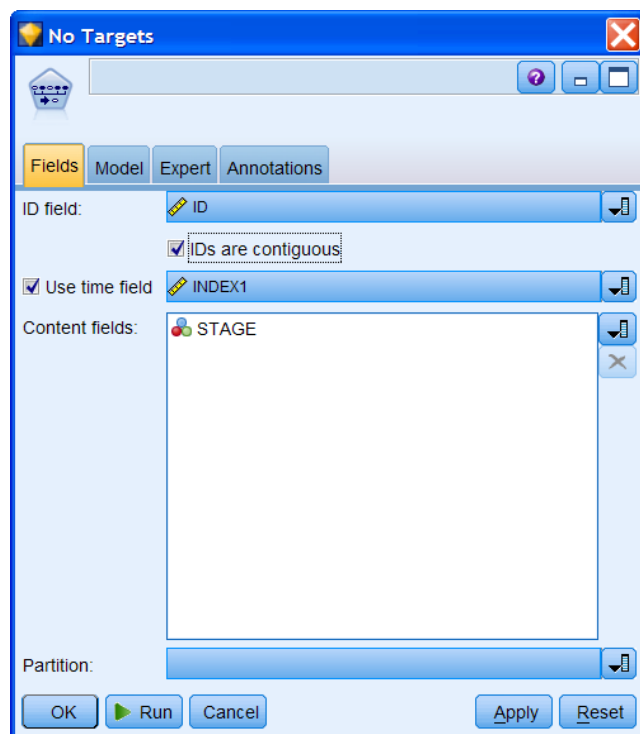 No Targets
Fields Model Expert Annotations
ID field: ID
IDs are contiguous
Use time field INDEX1
Content fields: STAGE
Partition:
OK Run Cancel Apply Reset